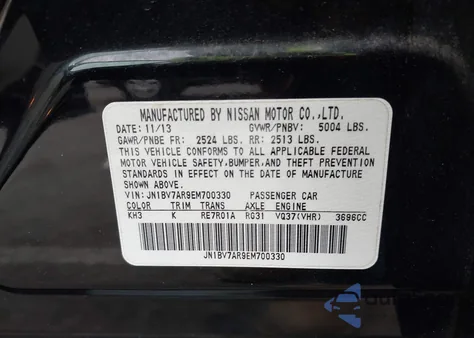 MANUFACTURED BY NISSAN MOTOR CO.,LTD.
DATE: 11/13 GVWR/PNBV: 5004 LBS.
GAWR/PNBE FR: 2524 LBS. RR: 2513 LBS.
THIS VEHICLE CONFORMS TO ALL APPLICABLE FEDERAL
MOTOR VEHICLE SAFETY,BUMPER,AND THEFT PREVENTION
STANDARDS IN EFFECT ON THE DATE OF MANUFACTURE
SHOWN ABOVE.
VIN: JN1BV7AR9EM700330 PASSENGER CAR
COLOR TRIM TRANS AXLE ENGINE
KH3 K RE7R01A RG31 VQ37(VHR) 3696CC
JN1BV7AR9EM700330